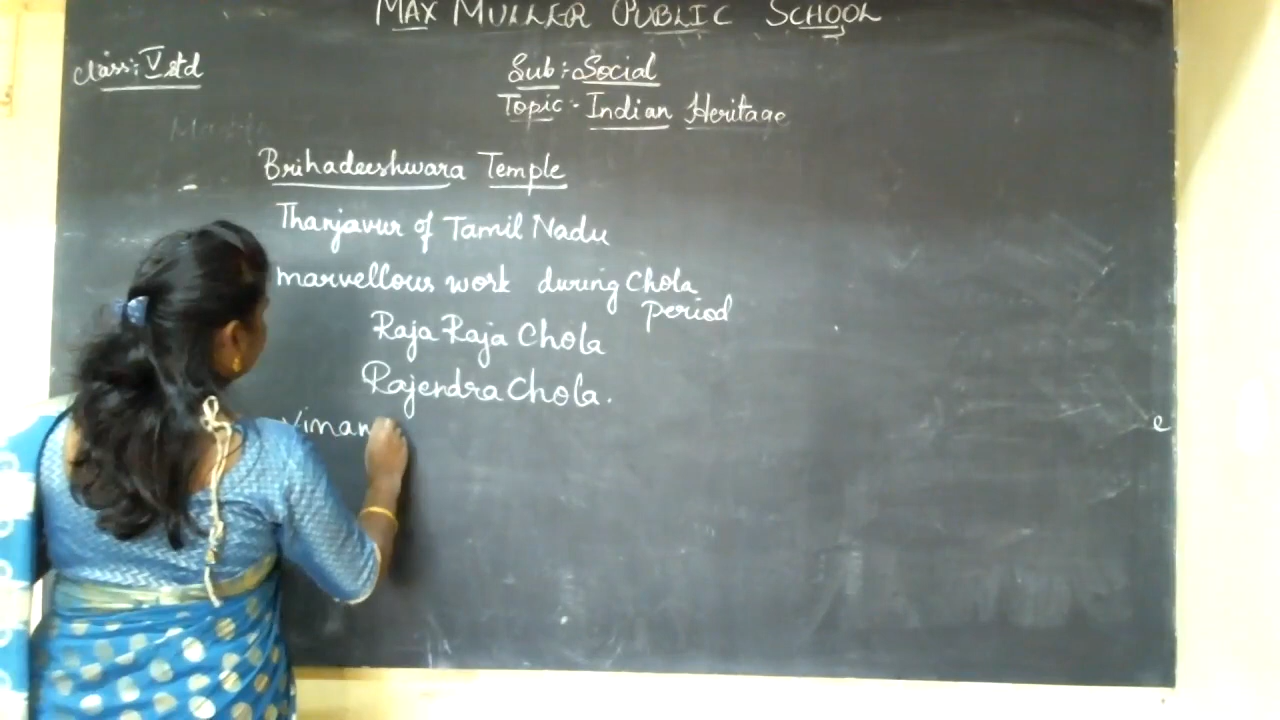 MAX MULLER PUBLIC SCHOOL
Class: V std
Sub :- Social
Topic :- Indian Heritage
Brihadeeshwara Temple
Thanjavur of Tamil Nadu
marvellous work during Chola
period
Raja Raja Chola
Rajendra Chola.
Viman
e